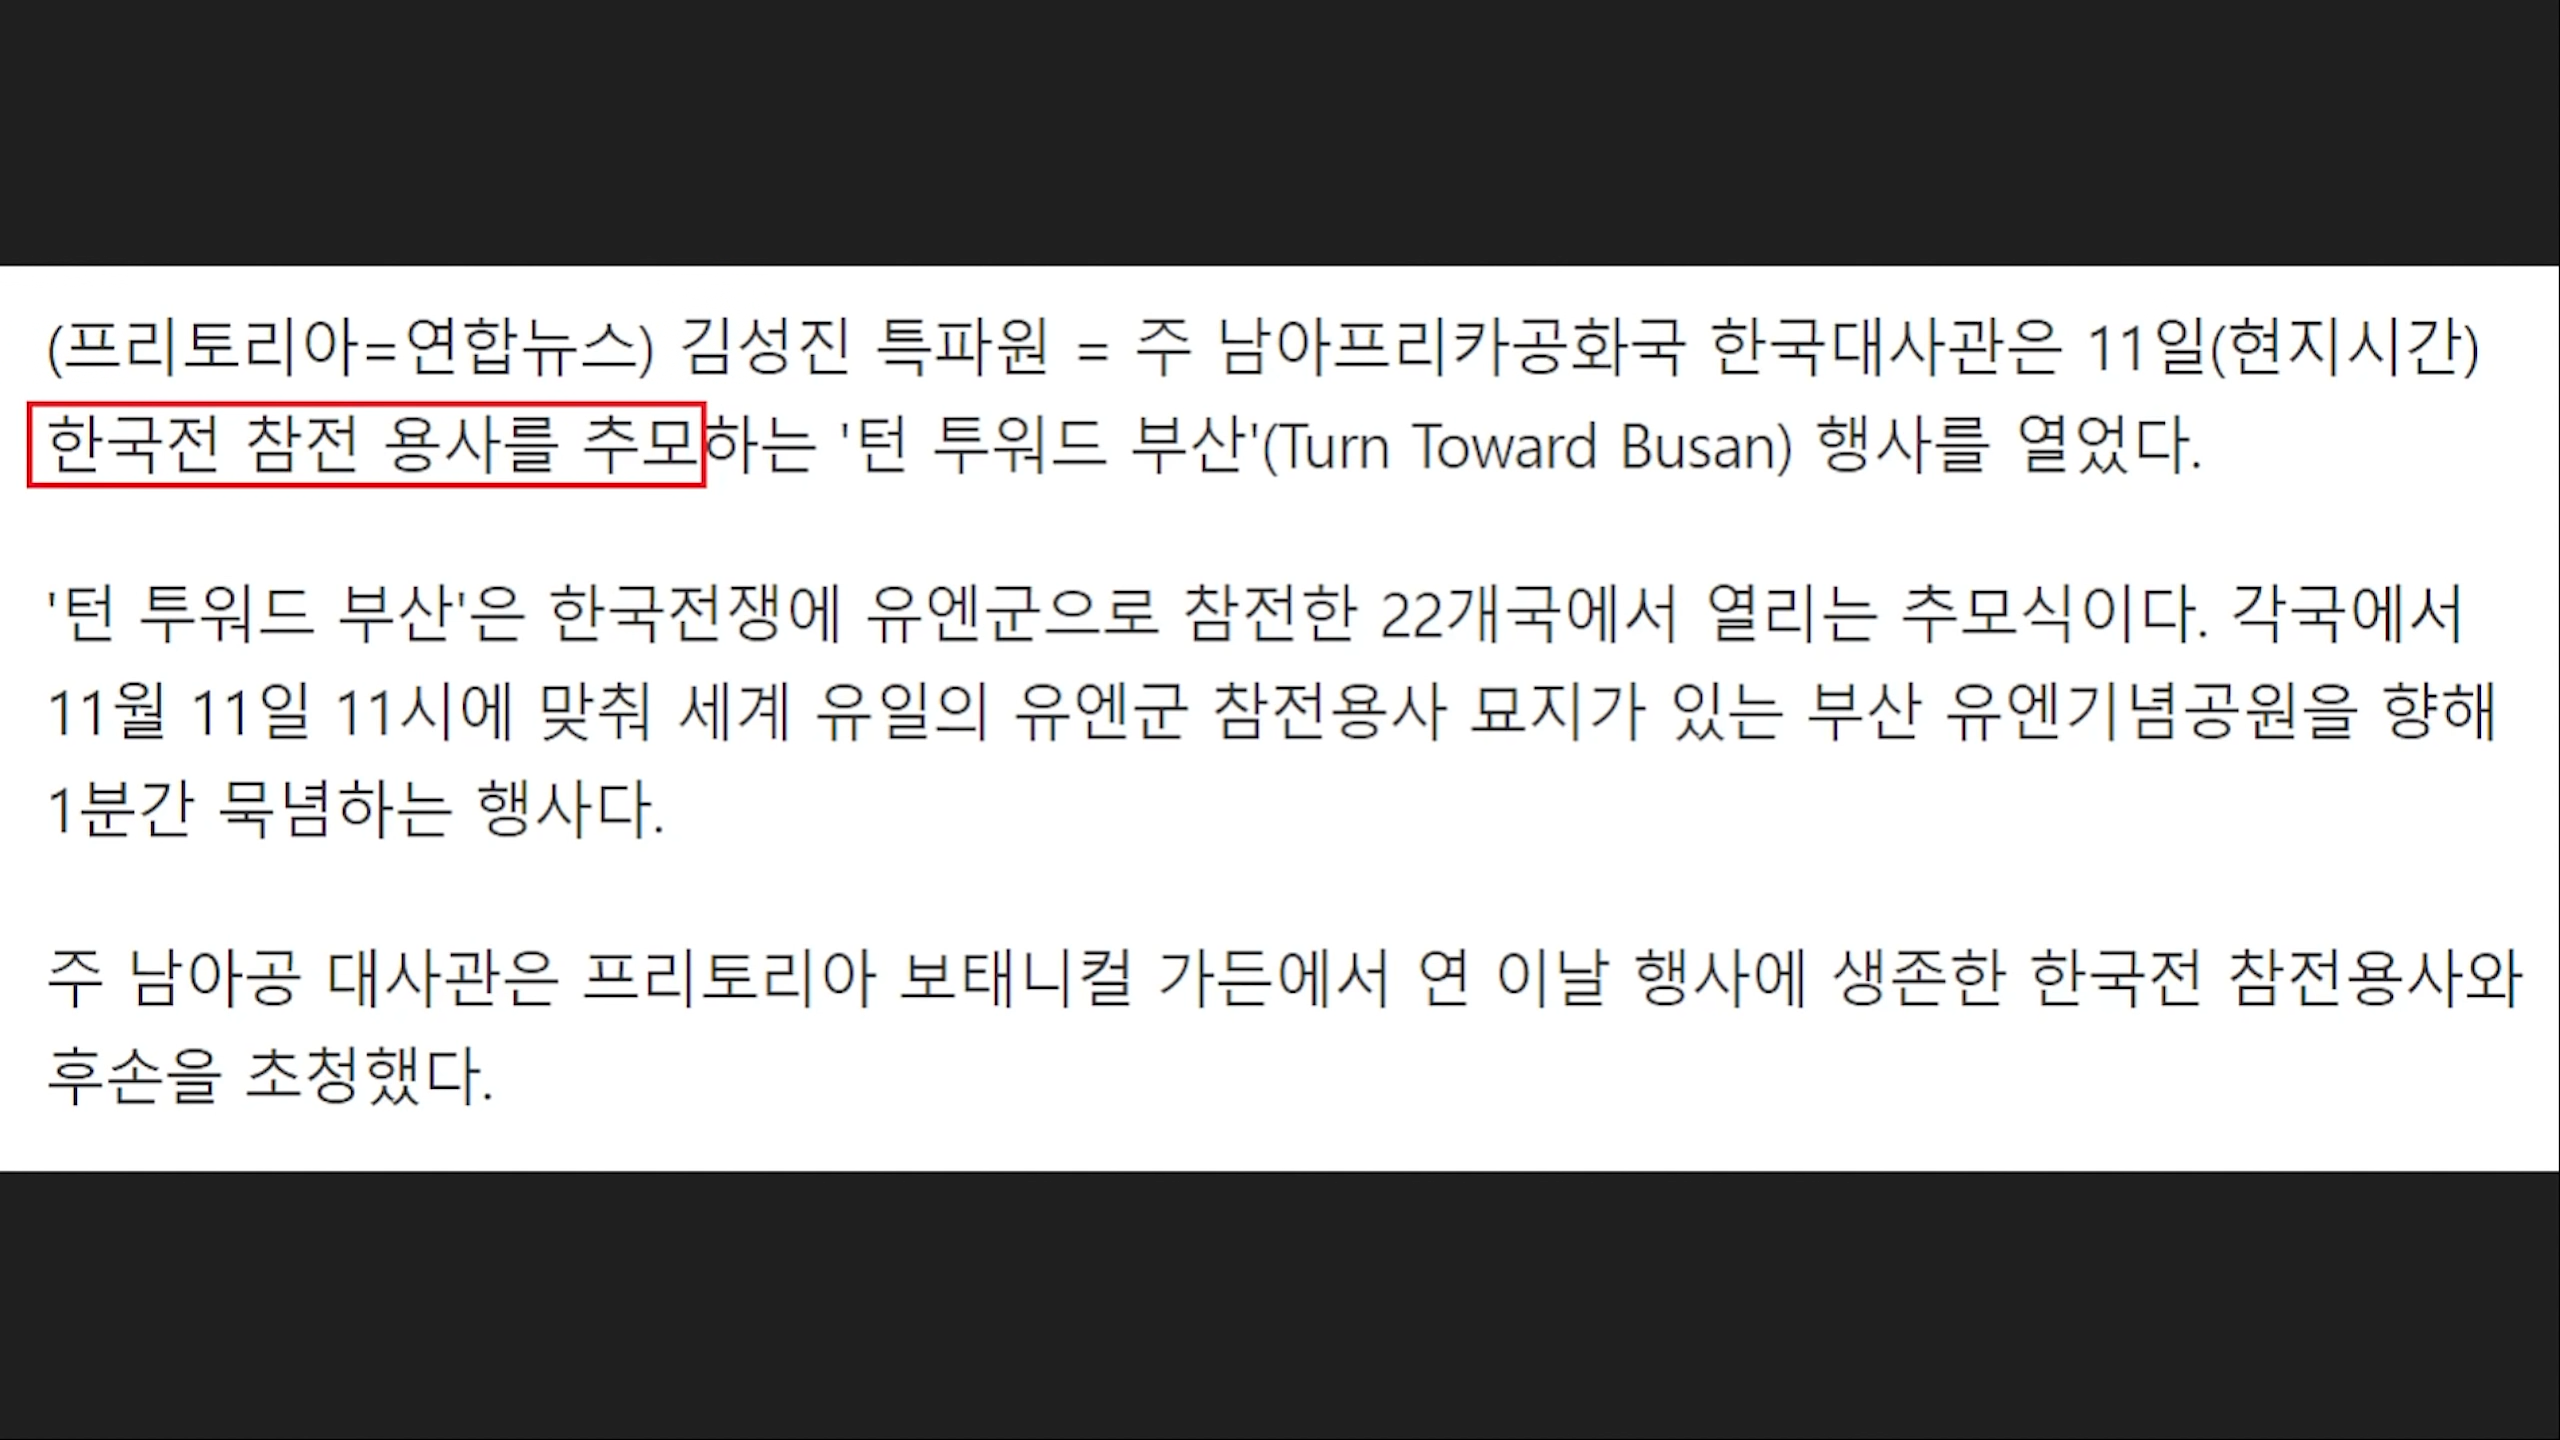 (프리토리아=연합뉴스) 김성진 특파원 = 주 남아프리카공화국 한국대사관은 11일(현지시간)
한국전 참전 용사를 추모하는 '턴 투워드 부산'(Turn Toward Busan) 행사를 열었다.
'턴 투워드 부산'은 한국전쟁에 유엔군으로 참전한 22개국에서 열리는 추모식이다. 각국에서
11월 11일 11시에 맞춰 세계 유일의 유엔군 참전용사 묘지가 있는 부산 유엔기념공원을 향해
1분간 묵념하는 행사다.
주 남아공 대사관은 프리토리아 보태니컬 가든에서 연 이날 행사에 생존한 한국전 참전용사와
후손을 초청했다.